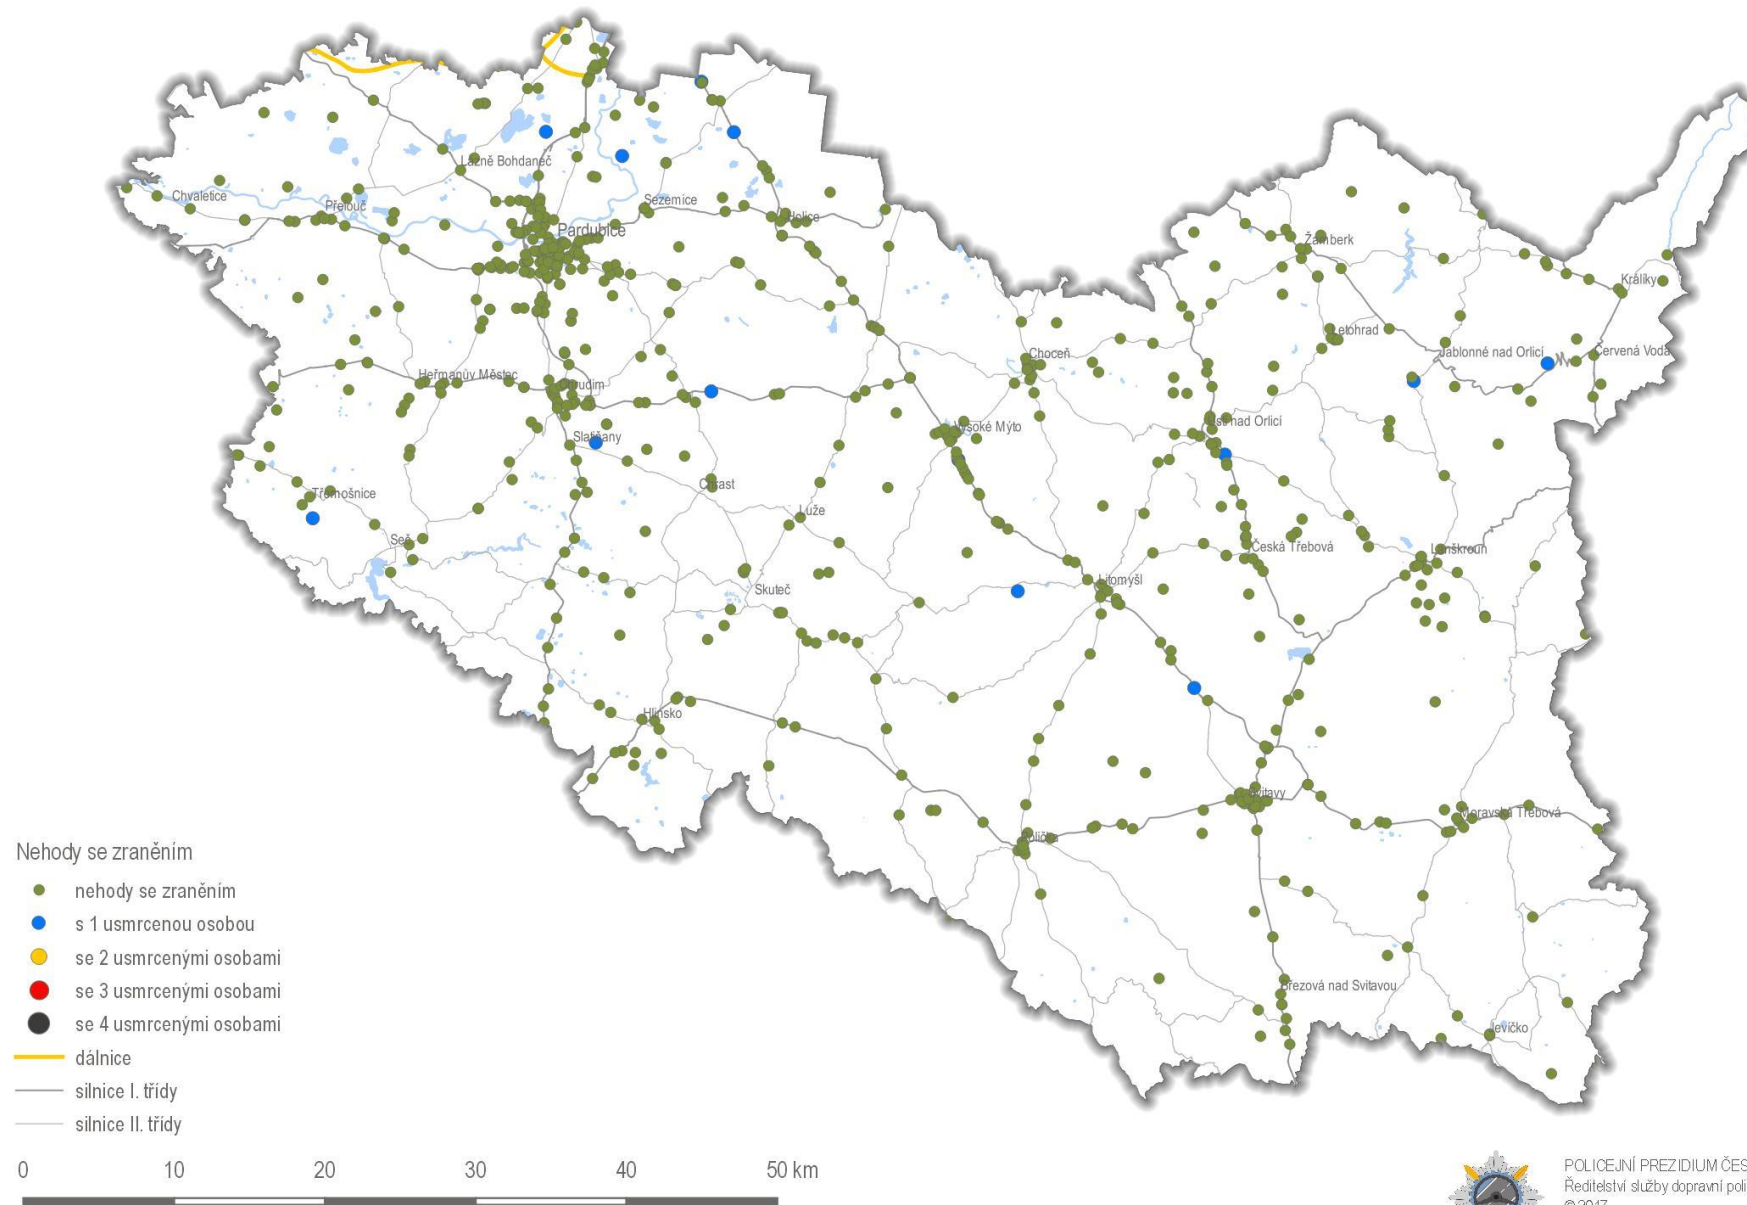 Lázně Bohdaneč
Chvaletice
Přelouč
Sezemice
Holice
Pardubice
Žamberk
Králíky
Letohrad
Choceň
Jablonné nad Orlicí
Červená Voda
Heřmanův Městec
Chrudim
Ústí nad Orlicí
Vysoké Mýto
Slatiňany
Chrast
Třemošnice
Luže
Seč
Česká Třebová
Lanškroun
Litomyšl
Skuteč
Hlinsko
Svitavy
Moravská Třebová
Polička
Březová nad Svitavou
Jevíčko
Nehody se zraněním
nehody se zraněním
s 1 usmrcenou osobou
se 2 usmrcenými osobami
se 3 usmrcenými osobami
se 4 usmrcenými osobami
dálnice
silnice I. třídy
silnice II. třídy
0 10 20 30 40 50 km
POLICEJNÍ PREZIDIUM ČES
Ředitelství služby dopravní poli
© 2017